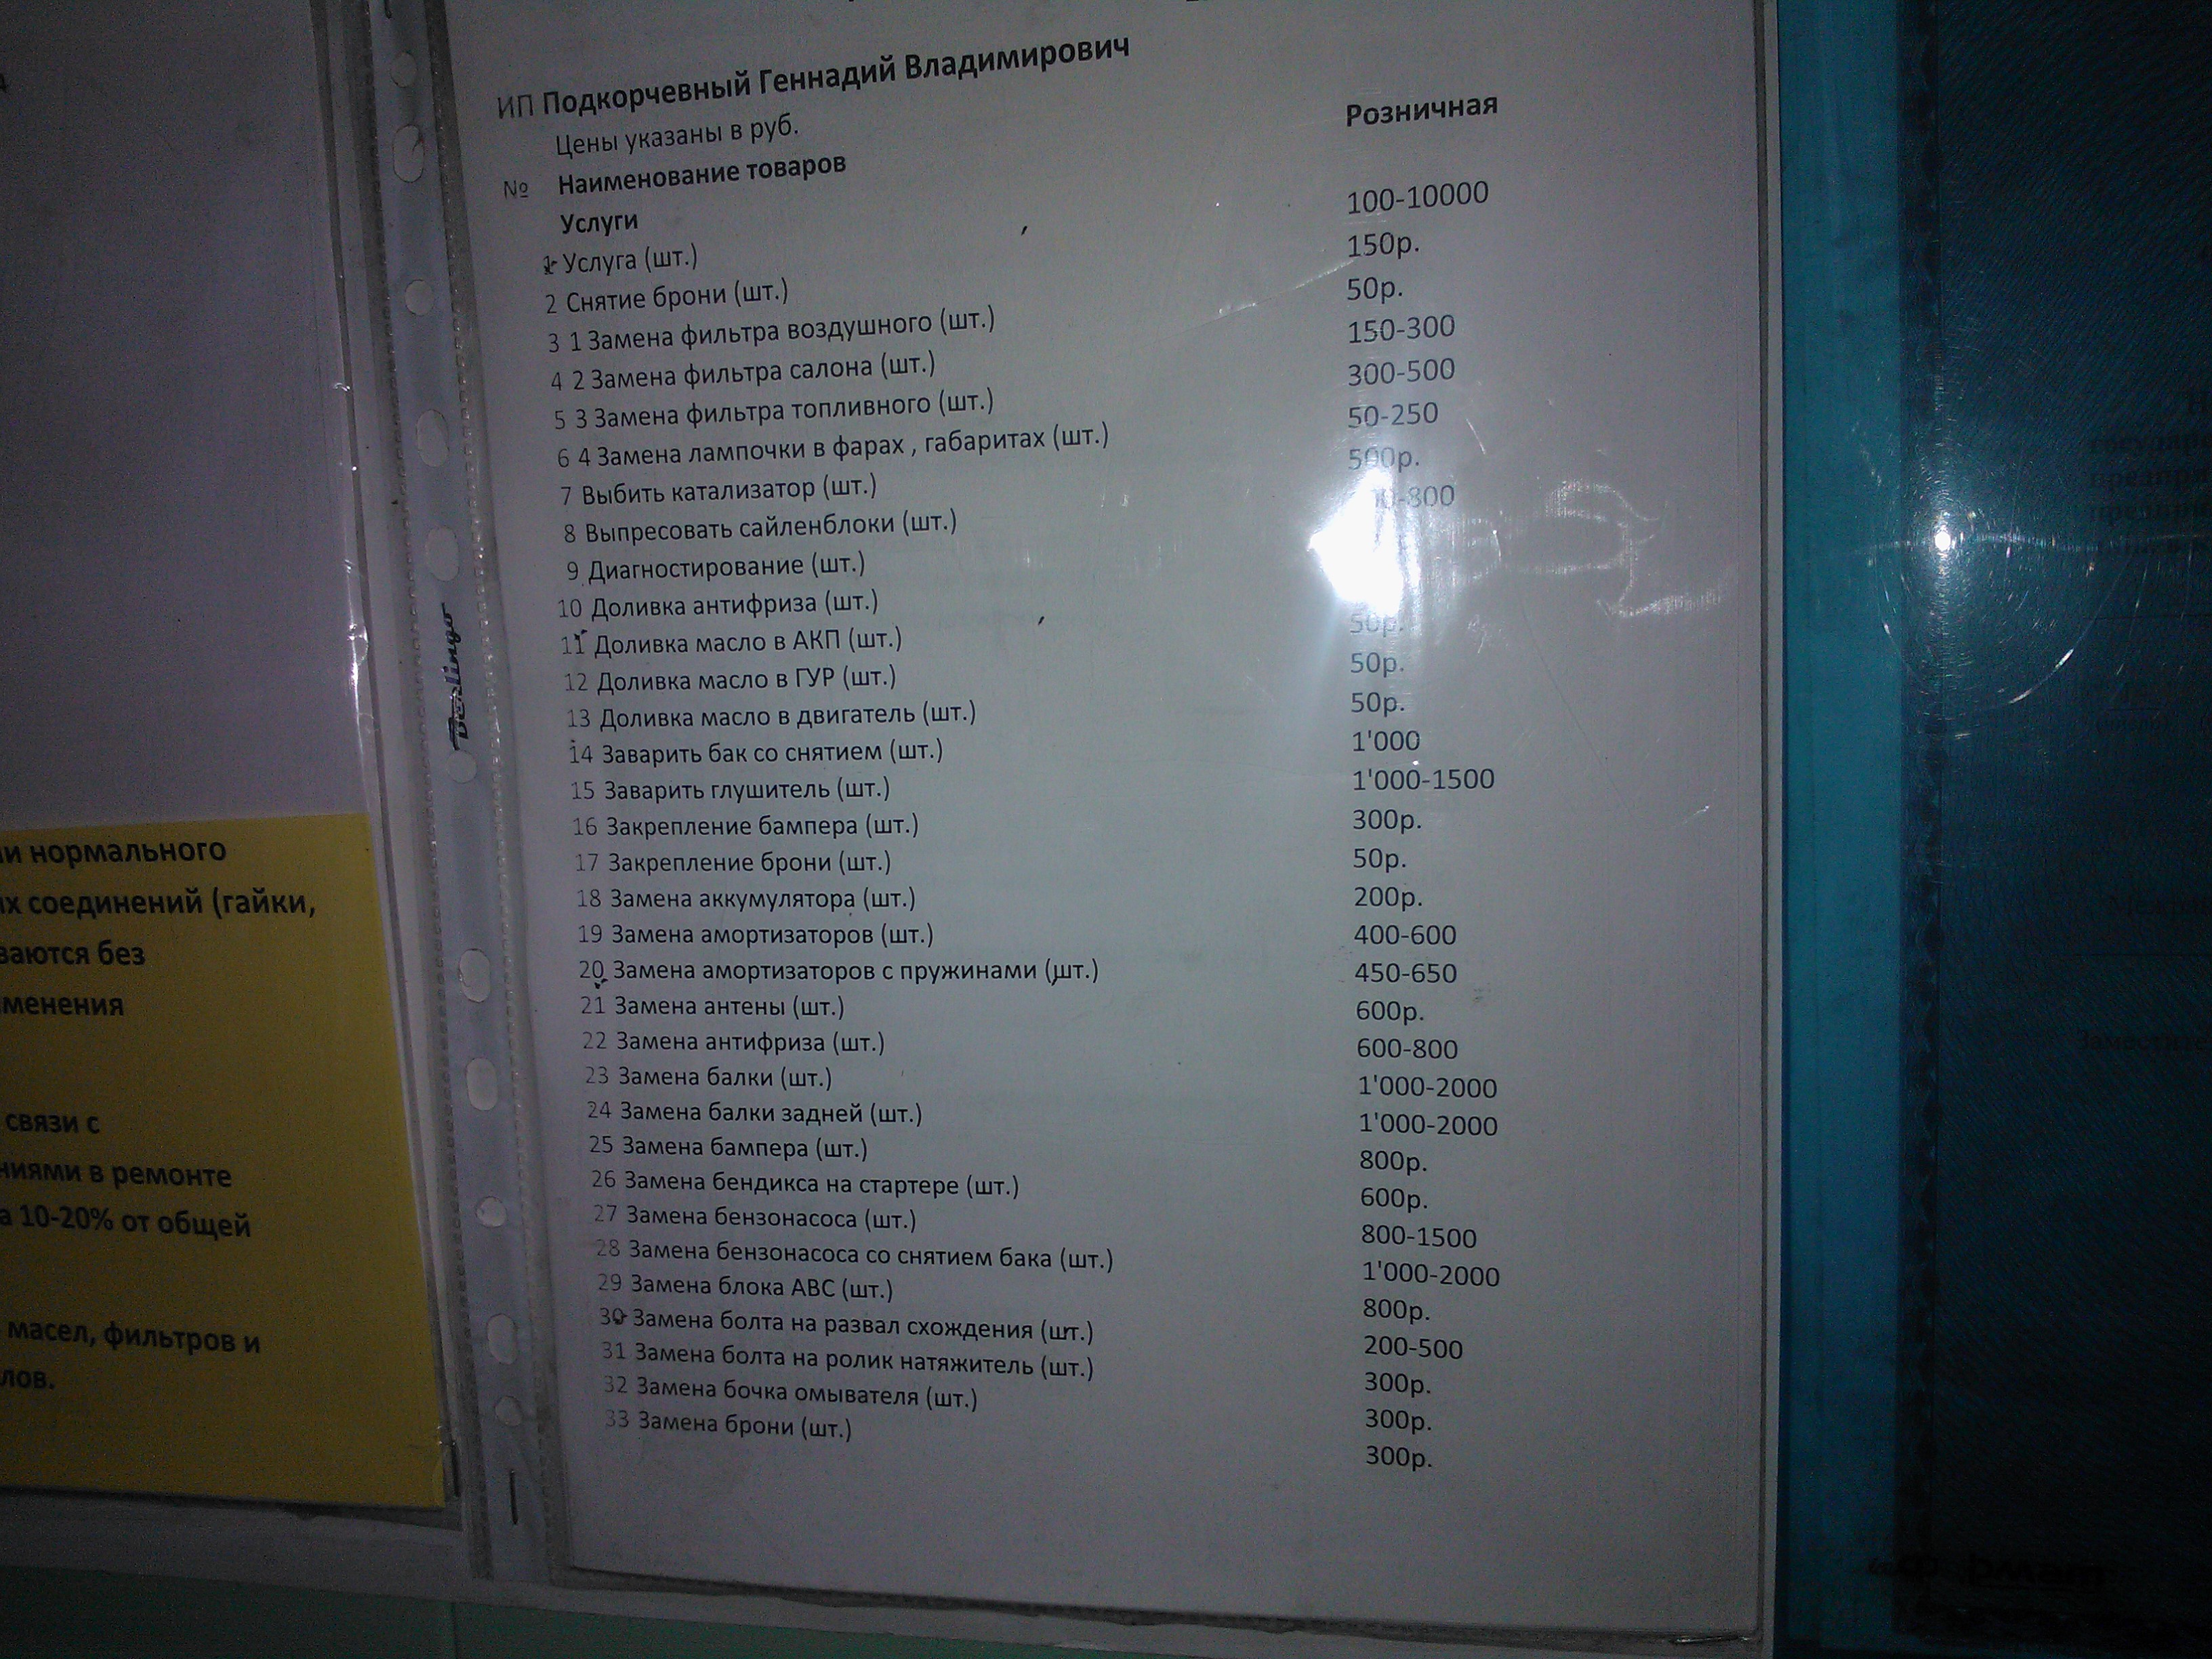 ни нормального
соединений (гайки,
без
связи с
в ремонте
10-20% от общей
масел, фильтров и
Berlingo
ИП Подкорчевный Геннадий Владимирович
Цены указаны в руб. Розничная
№ Наименование товаров
Услуги
1 Услуга (шт.) 100-10000
2 Снятие брони (шт.) 150р.
3 1 Замена фильтра воздушного (шт.) 50р.
4 2 Замена фильтра салона (шт.) 150-300
5 3 Замена фильтра топливного (шт.) 300-500
6 4 Замена лампочки в фарах , габаритах (шт.) 50-250
7 Выбить катализатор (шт.) 500р.
8 Выпресовать сайленблоки (шт.)
9 Диагностирование (шт.)
10 Доливка антифриза (шт.)
11 Доливка масло в АКП (шт.) 50р.
12 Доливка масло в ГУР (шт.) 50р.
13 Доливка масло в двигатель (шт.) 50р.
14 Заварить бак со снятием (шт.) 1'000
15 Заварить глушитель (шт.) 1'000-1500
16 Закрепление бампера (шт.) 300р.
17 Закрепление брони (шт.) 50р.
18 Замена аккумулятора (шт.) 200р.
19 Замена амортизаторов (шт.) 400-600
20 Замена амортизаторов с пружинами (шт.) 450-650
21 Замена антены (шт.) 600р.
22 Замена антифриза (шт.) 600-800
23 Замена балки (шт.) 1'000-2000
24 Замена балки задней (шт.) 1'000-2000
25 Замена бампера (шт.) 800р.
26 Замена бендикса на стартере (шт.) 600р.
27 Замена бензонасоса (шт.) 800-1500
28 Замена бензонасоса со снятием бака (шт.) 1'000-2000
29 Замена блока АВС (шт.) 800р.
30 Замена болта на развал схождения (шт.) 200-500
31 Замена болта на ролик натяжитель (шт.) 300р.
32 Замена бочка омывателя (шт.) 300р.
33 Замена брони (шт.) 300р.